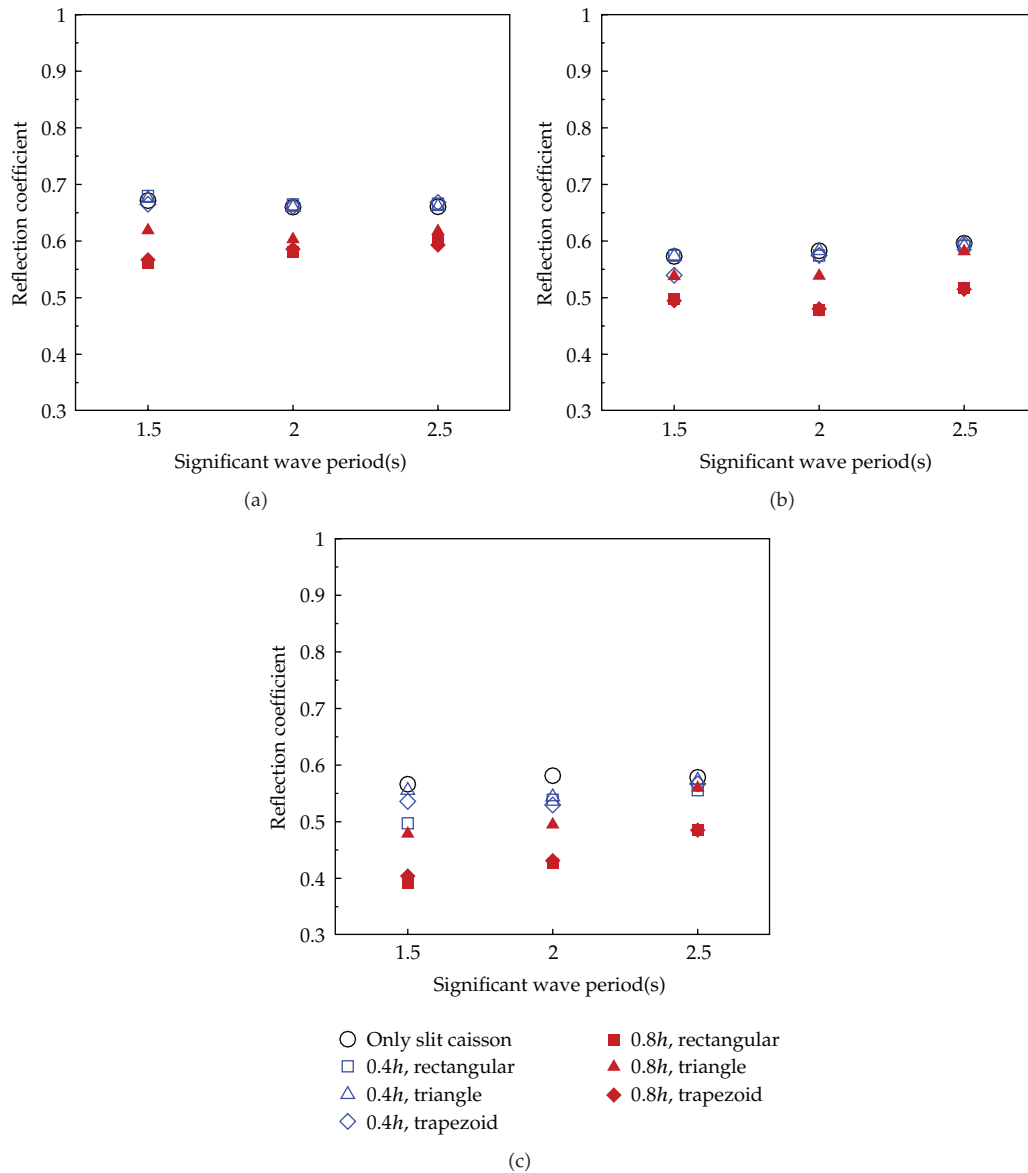 1
0.9
0.8
0.7
0.6
0.5
0.4
0.3
Reflection coefficient
1.5 2 2.5
Significant wave period(s)
(a)
1
0.9
0.8
0.7
0.6
0.5
0.4
0.3
Reflection coefficient
1.5 2 2.5
Significant wave period(s)
(b)
1
0.9
0.8
0.7
0.6
0.5
0.4
0.3
Reflection coefficient
1.5 2 2.5
Significant wave period(s)
Only slit caisson
0.4h, rectangular
0.4h, triangle
0.4h, trapezoid
0.8h, rectangular
0.8h, triangle
0.8h, trapezoid
(c)